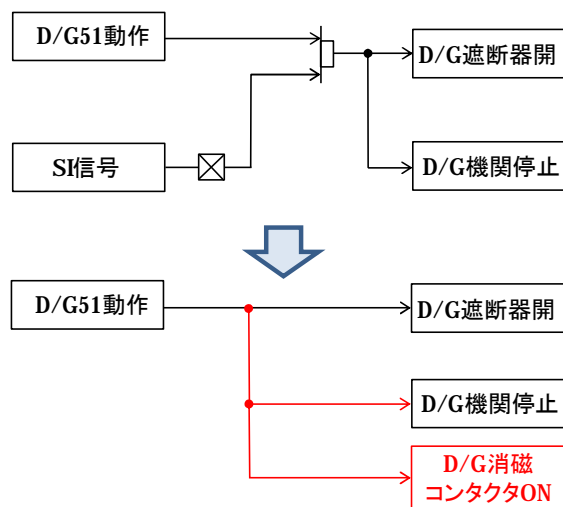 D/G51動作
D/G遮断器開
SI信号
D/G機関停止
D/G51動作
D/G遮断器開
D/G機関停止
D/G消磁
コンタクタON